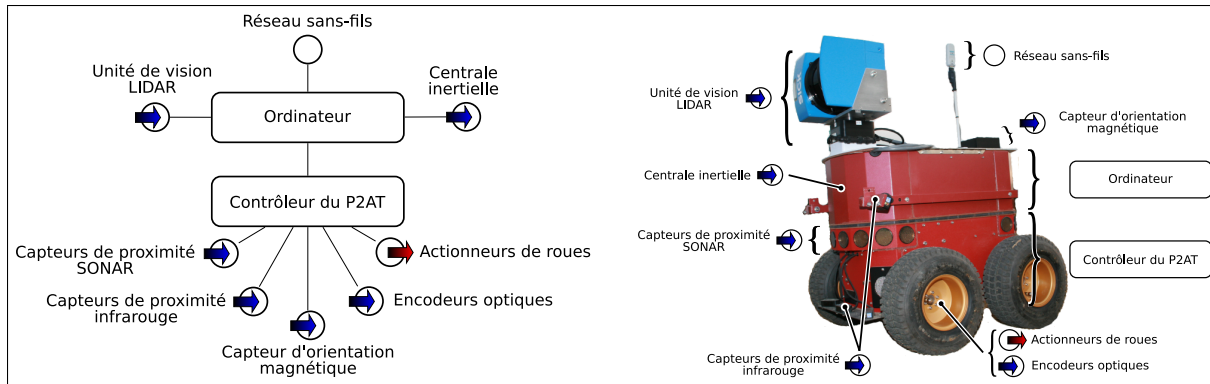 Réseau sans-fils
Unité de vision
LIDAR
Centrale
inertielle
Ordinateur
Contrôleur du P2AT
Capteurs de proximité
SONAR
Actionneurs de roues
Capteurs de proximité
infrarouge
Encodeurs optiques
Capteur d'orientation
magnétique
Réseau sans-fils
Unité de vision
LIDAR
SICK
Capteur d'orientation
magnétique
Centrale inertielle
Ordinateur
Capteurs de proximité
SONAR
Contrôleur du P2AT
Capteurs de proximité
infrarouge
Actionneurs de roues
Encodeurs optiques